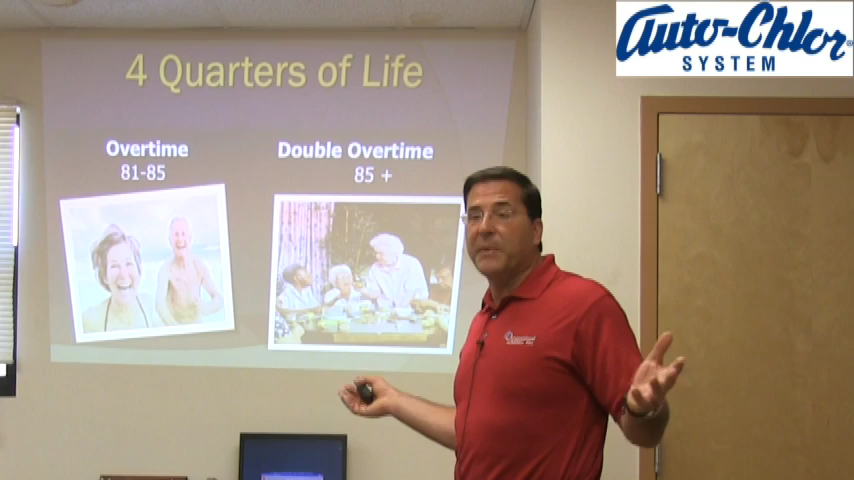 Auto-Chlor
SYSTEM
4 Quarters of Life
Overtime
81-85
Double Overtime
85 +